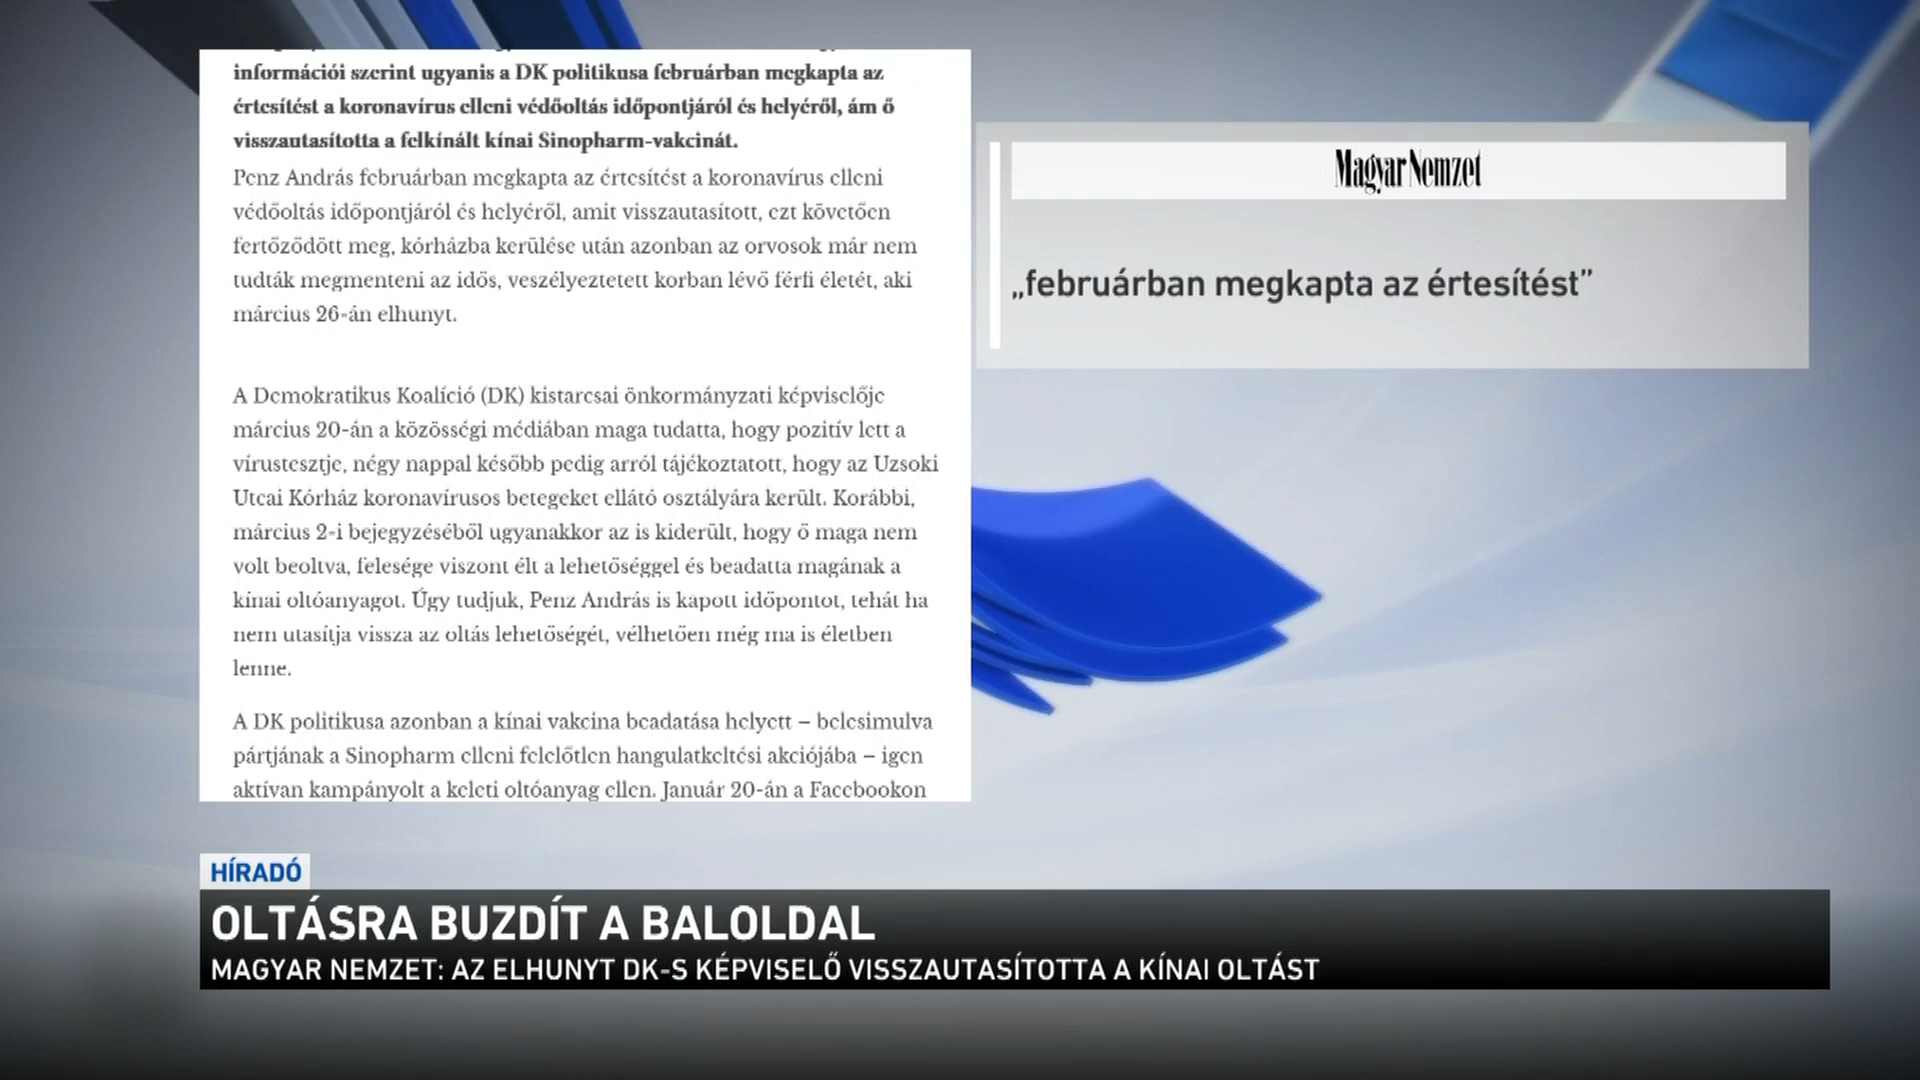 információi szerint ugyanis a DK politikusa februárban megkapta az
értesítést a koronavírus elleni védőoltás időpontjáról és helyéről, ám ő
visszautasította a felkínált kínai Sinopharm-vakcinát.
Penz András februárban megkapta az értesítést a koronavírus elleni
védőoltás időpontjáról és helyéről, amit visszautasított, ezt követően
fertőződött meg, kórházba kerülése után azonban az orvosok már nem
tudták megmenteni az idős, veszélyeztetett korban lévő férfi életét, aki
március 26-án elhunyt.
A Demokratikus Koalíció (DK) kistarcsai önkormányzati képviselője
március 20-án a közösségi médiában maga tudatta, hogy pozitív lett a
vírustesztje, négy nappal később pedig arról tájékoztatott, hogy az Uzsoki
Utcai Kórház koronavírusos betegeket ellátó osztályára került. Korábbi,
március 2-i bejegyzéséből ugyanakkor az is kiderült, hogy ő maga nem
volt beoltva, felesége viszont élt a lehetőséggel és beadatta magának a
kínai oltóanyagot. Úgy tudjuk, Penz András is kapott időpontot, tehát ha
nem utasítja vissza az oltás lehetőségét, vélhetően még ma is életben
lenne.
A DK politikusa azonban a kínai vakcina beadatása helyett – belesimulva
pártjának a Sinopharm elleni felelőtlen hangulatkeltési akciójába – igen
aktívan kampányolt a keleti oltóanyag ellen. Január 20-án a Facebookon
Magyar Nemzet
„februárban megkapta az értesítést”
HÍRADÓ
OLTÁSRA BUZDÍT A BALOLDAL
MAGYAR NEMZET: AZ ELHUNYT DK-S KÉPVISELŐ VISSZAUTASÍTOTTA A KÍNAI OLTÁST